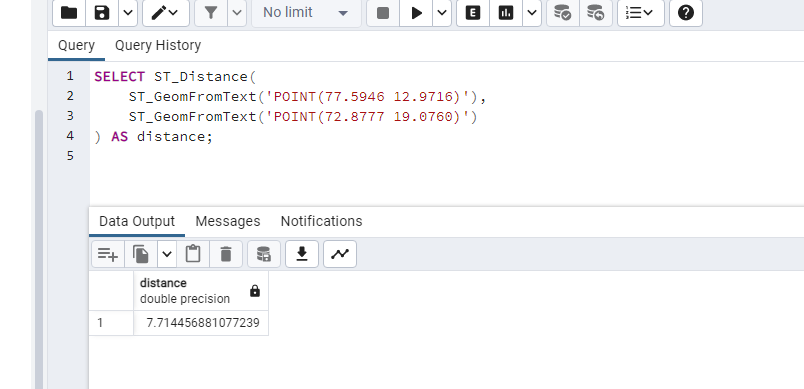 No limit
E
Query Query History
1 SELECT ST_Distance(
2 ST_GeomFromText('POINT(77.5946 12.9716)'),
3 ST_GeomFromText('POINT(72.8777 19.0760)')
4 ) AS distance;
5
Data Output Messages Notifications
distance
double precision
1 7.714456881077239